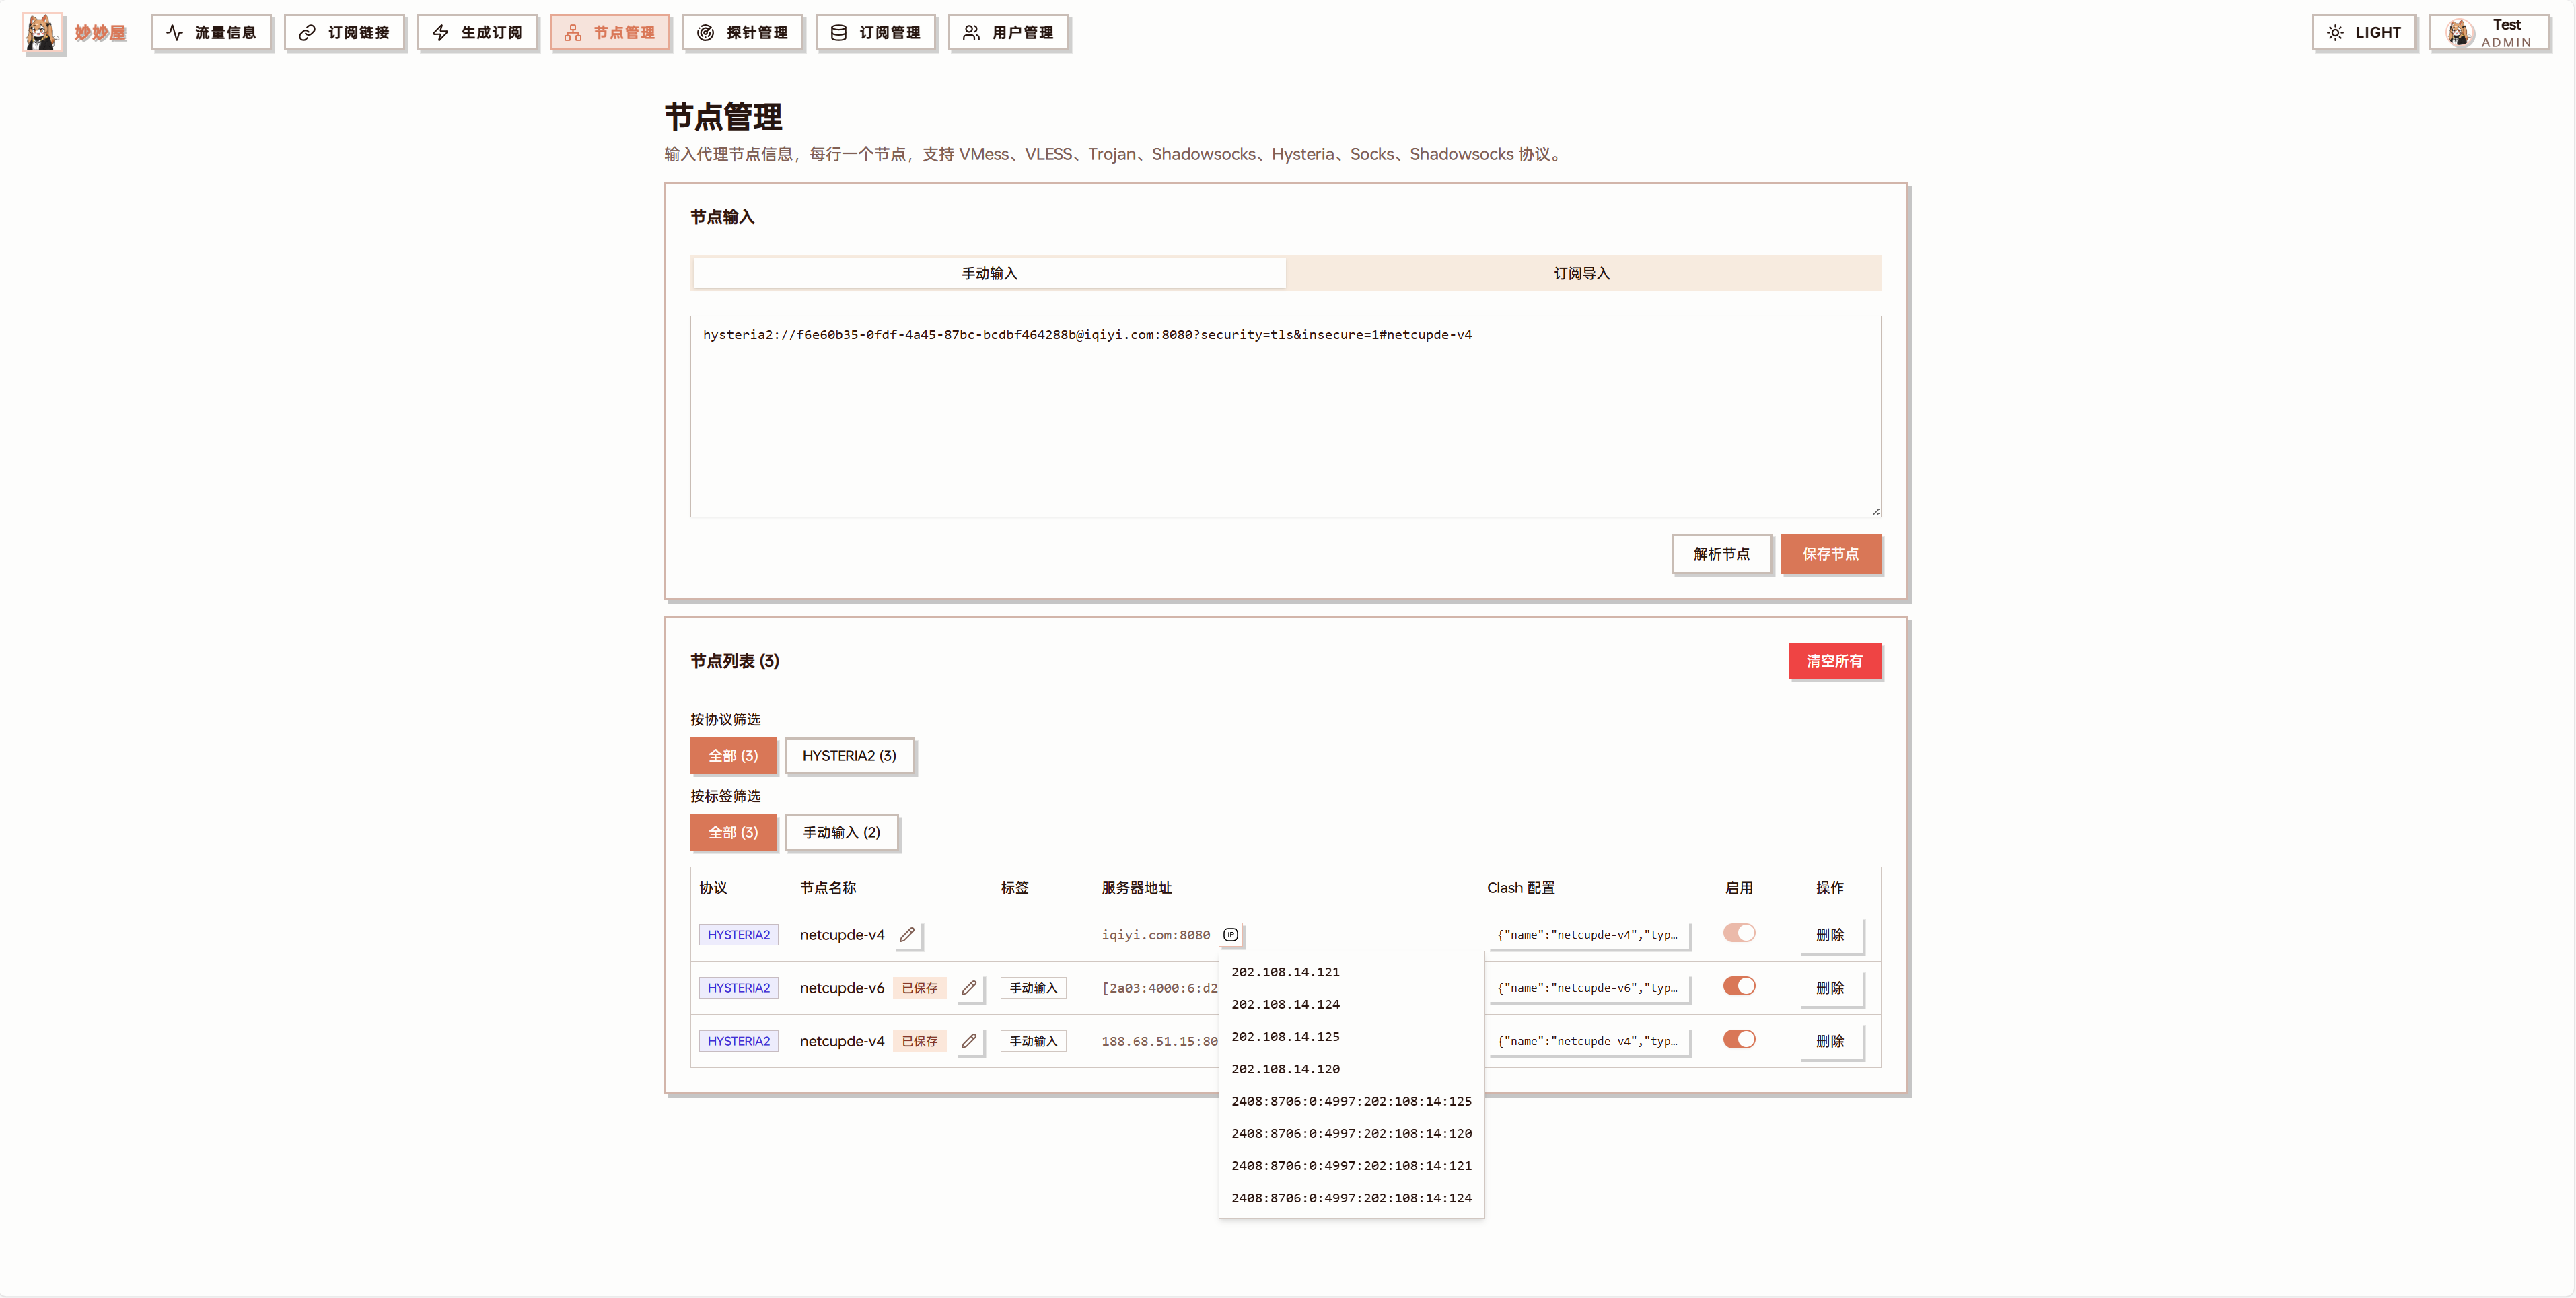 妙妙屋
流量信息
订阅链接
生成订阅
节点管理
探针管理
订阅管理
用户管理
LIGHT
Test
ADMIN
节点管理
输入代理节点信息，每行一个节点，支持 VMess、VLESS、Trojan、Shadowsocks、Hysteria、Socks、Shadowsocks 协议。
节点输入
手动输入
订阅导入
hysteria2://f6e60b35-0fdf-4a45-87bc-bcdbf464288b@iqiyi.com:8080?security=tls&insecure=1#netcupde-v4
解析节点
保存节点
节点列表 (3)
清空所有
按协议筛选
全部 (3)
HYSTERIA2 (3)
按标签筛选
全部 (3)
手动输入 (2)
协议 节点名称 标签 服务器地址 Clash 配置 启用 操作
HYSTERIA2 netcupde-v4 iqiyi.com:8080 IP {"name":"netcupde-v4","typ… 删除
HYSTERIA2 netcupde-v6 已保存 手动输入 [2a03:4000:6:d2 {"name":"netcupde-v6","typ… 删除
HYSTERIA2 netcupde-v4 已保存 手动输入 188.68.51.15:80 {"name":"netcupde-v4","typ… 删除
202.108.14.121
202.108.14.124
202.108.14.125
202.108.14.120
2408:8706:0:4997:202:108:14:125
2408:8706:0:4997:202:108:14:120
2408:8706:0:4997:202:108:14:121
2408:8706:0:4997:202:108:14:124